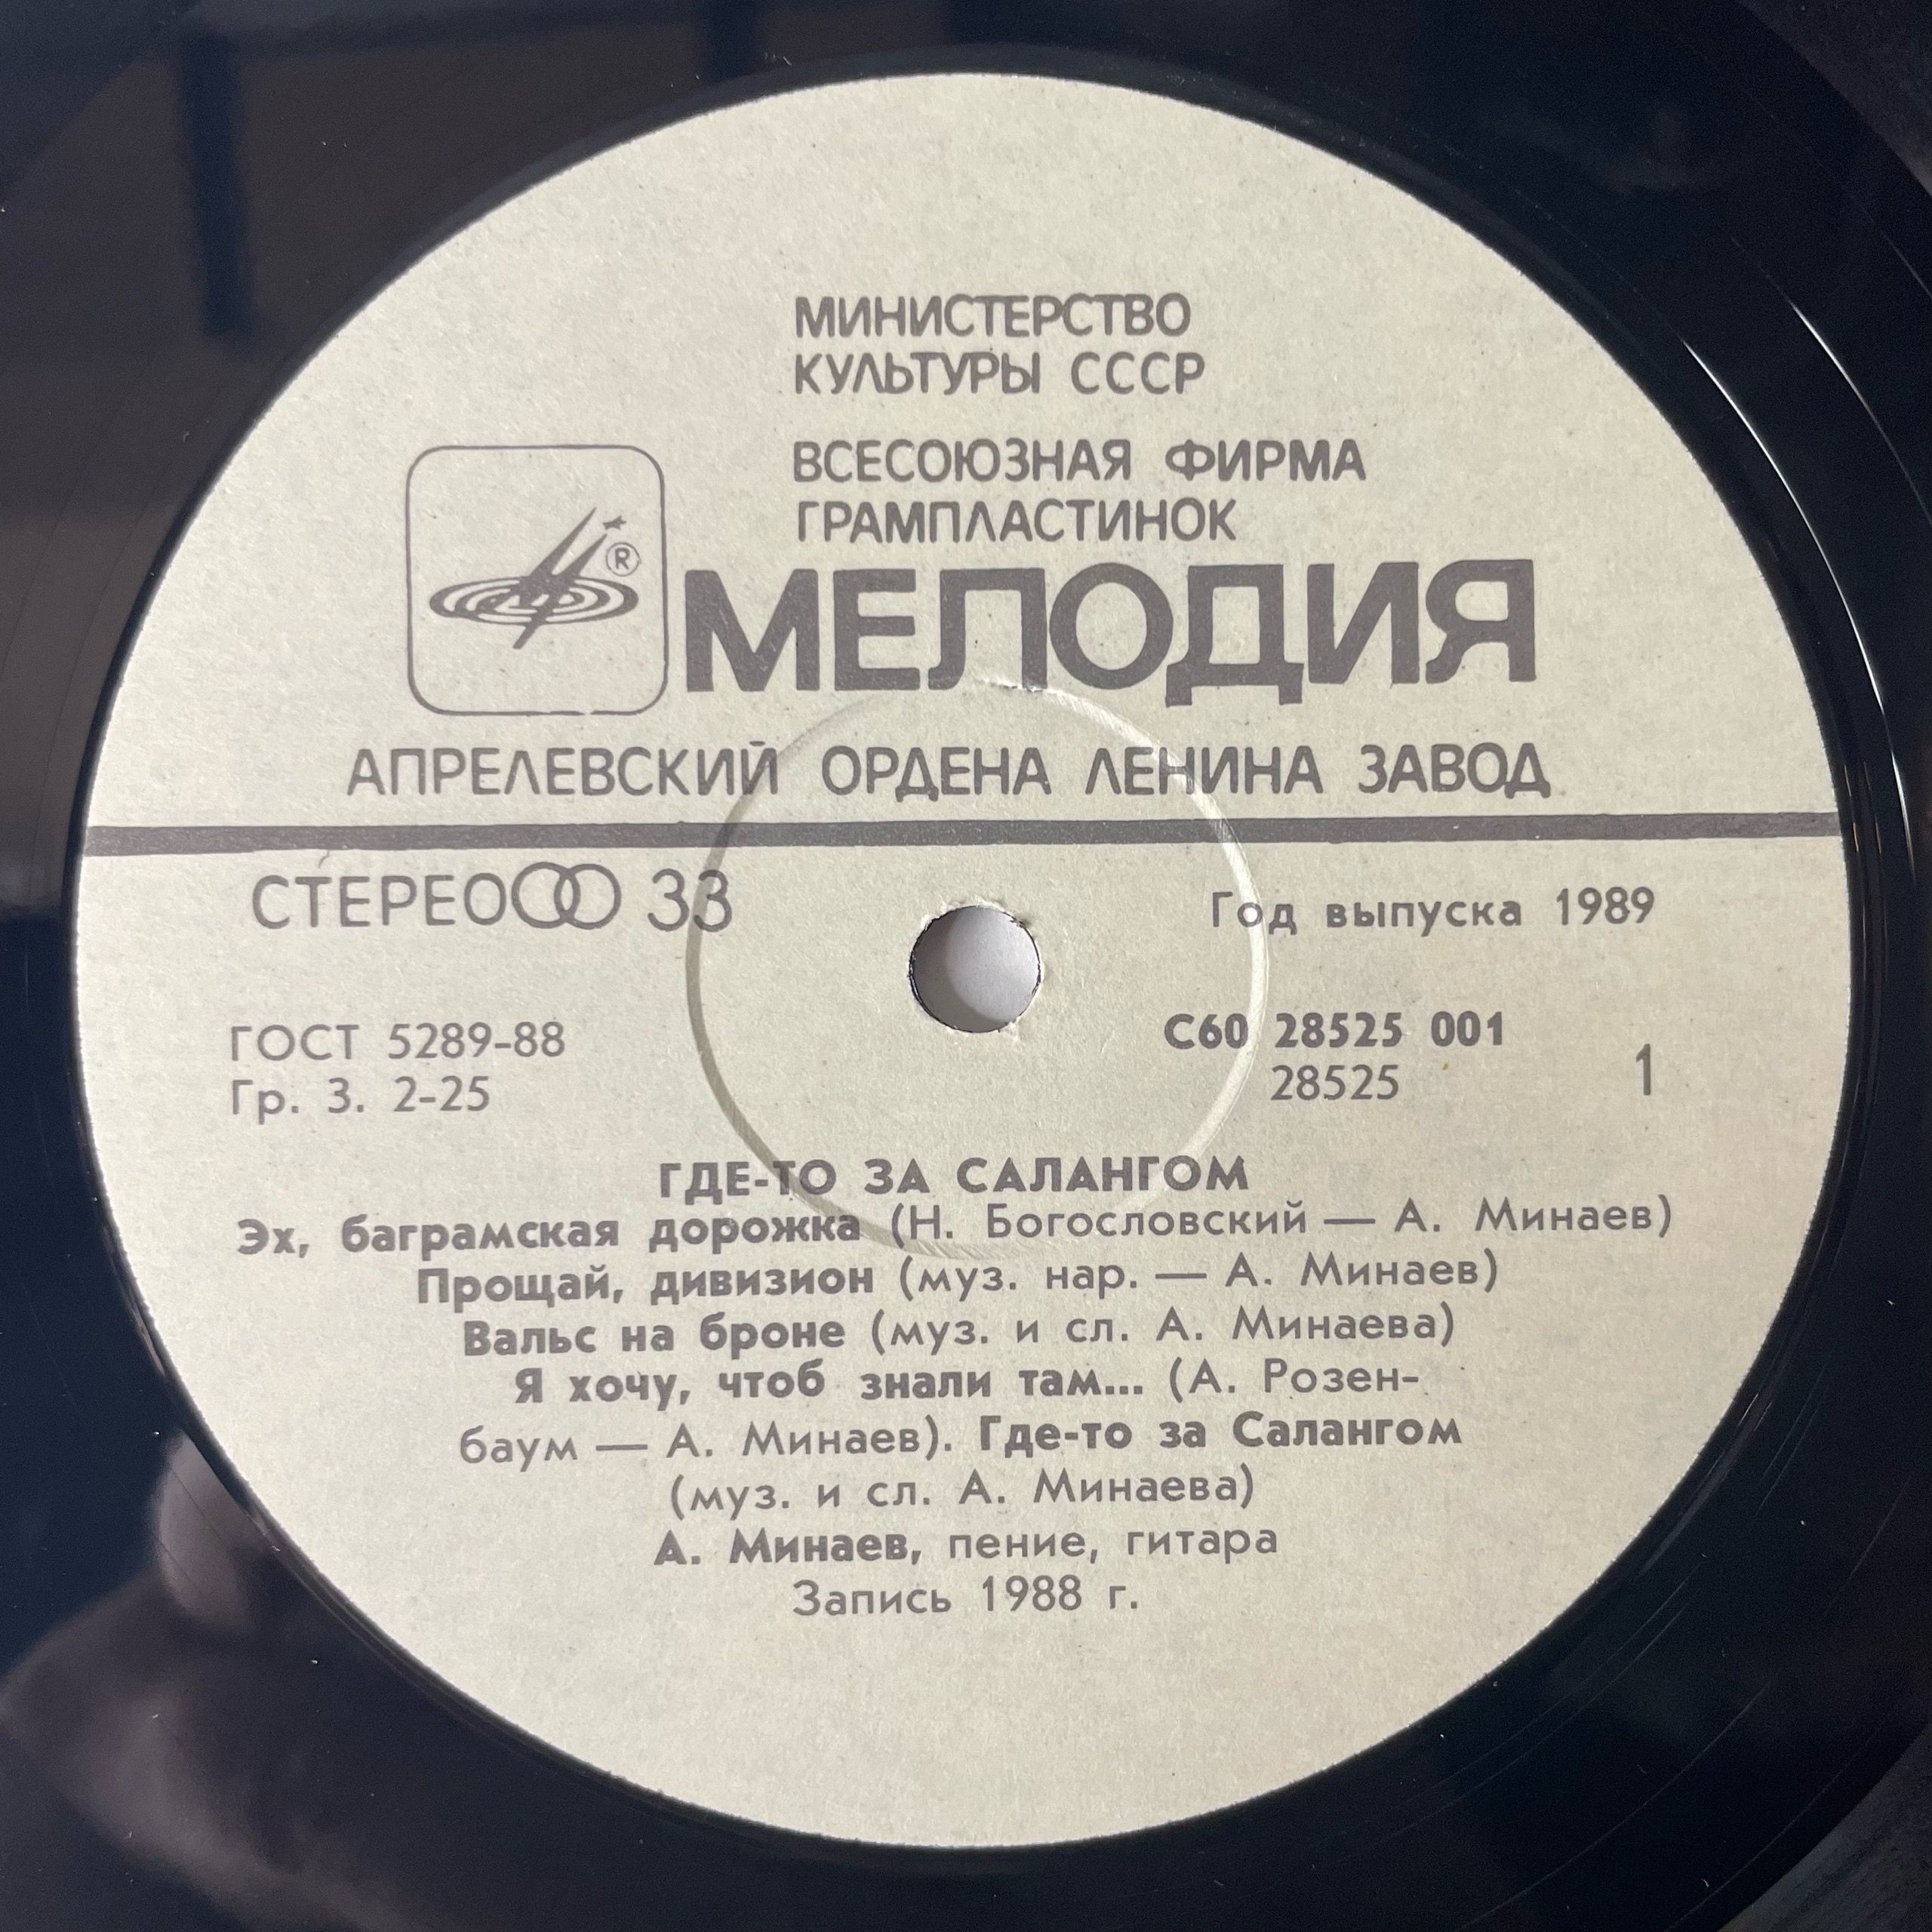 МИНИСТЕРСТВО
КУЛЬТУРЫ СССР
ВСЕСОЮЗНАЯ ФИРМА
ГРАМПЛАСТИНОК
®
МЕЛОДИЯ
АПРЕЛЕВСКИЙ ОРДЕНА ЛЕНИНА ЗАВОД
СТЕРЕО 33
Год выпуска 1989
ГОСТ 5289-88
Гр. 3. 2-25
С60 28525 001
28525
1
ГДЕ-ТО ЗА САЛАНГОМ
Эх, баграмская дорожка (Н. Богословский — А. Минаев)
Прощай, дивизион (муз. нар. — А. Минаев)
Вальс на броне (муз. и сл. А. Минаева)
Я хочу, чтоб знали там... (А. Розен-
баум — А. Минаев). Где-то за Салангом
(муз. и сл. А. Минаева)
А. Минаев, пение, гитара
Запись 1988 г.